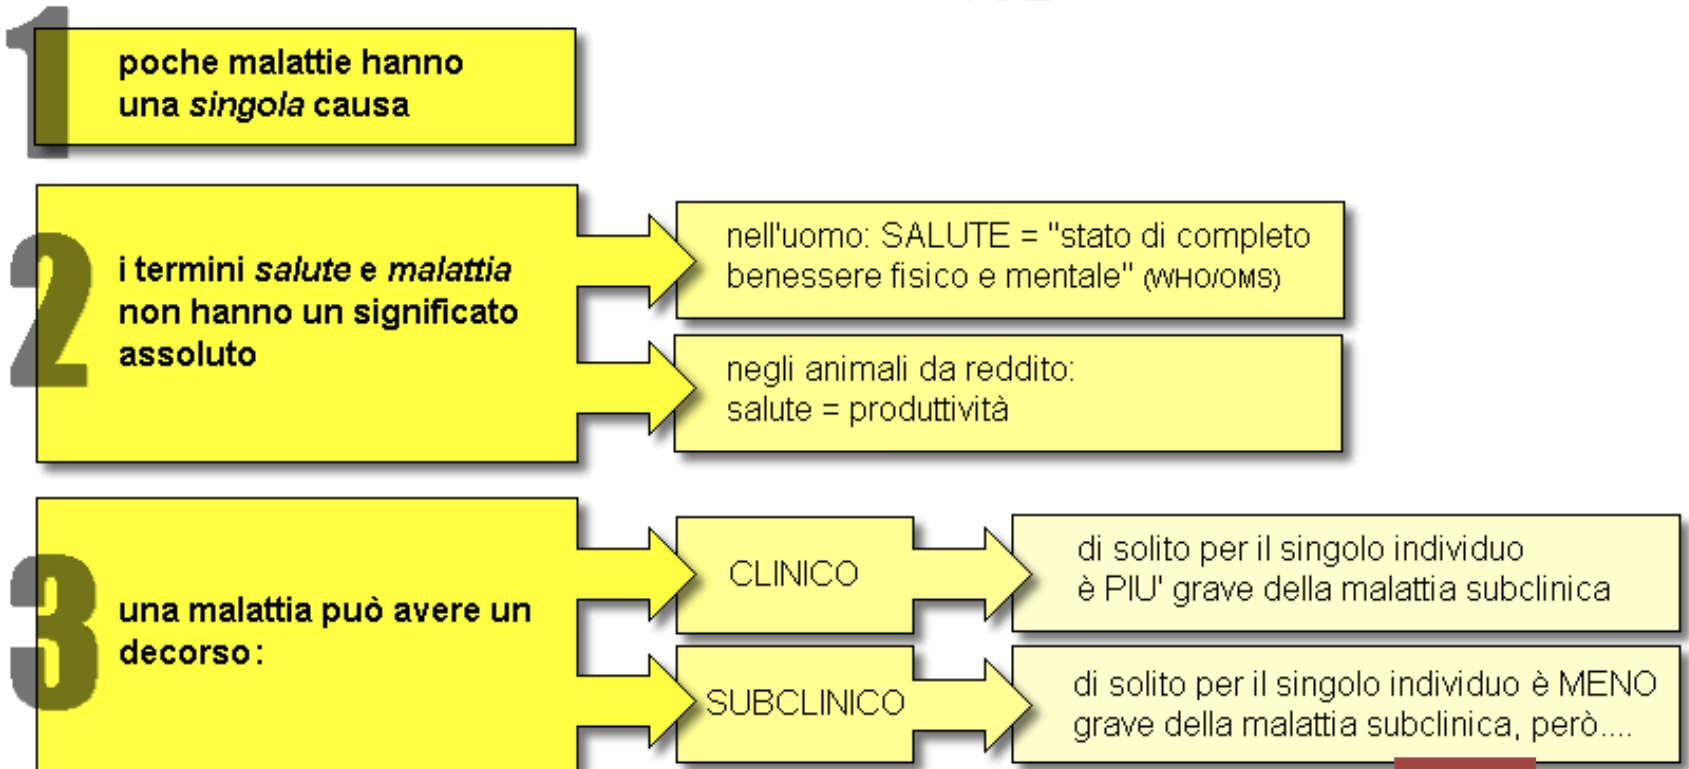 1
poche malattie hanno
una singola causa
2
i termini salute e malattia
non hanno un significato
assoluto
nell'uomo: SALUTE = "stato di completo
benessere fisico e mentale" (WHO/OMS)
negli animali da reddito:
salute = produttività
3
una malattia può avere un
decorso:
CLINICO
di solito per il singolo individuo
è PIU' grave della malattia subclinica
SUBCLINICO
di solito per il singolo individuo è MENO
grave della malattia subclinica, però....